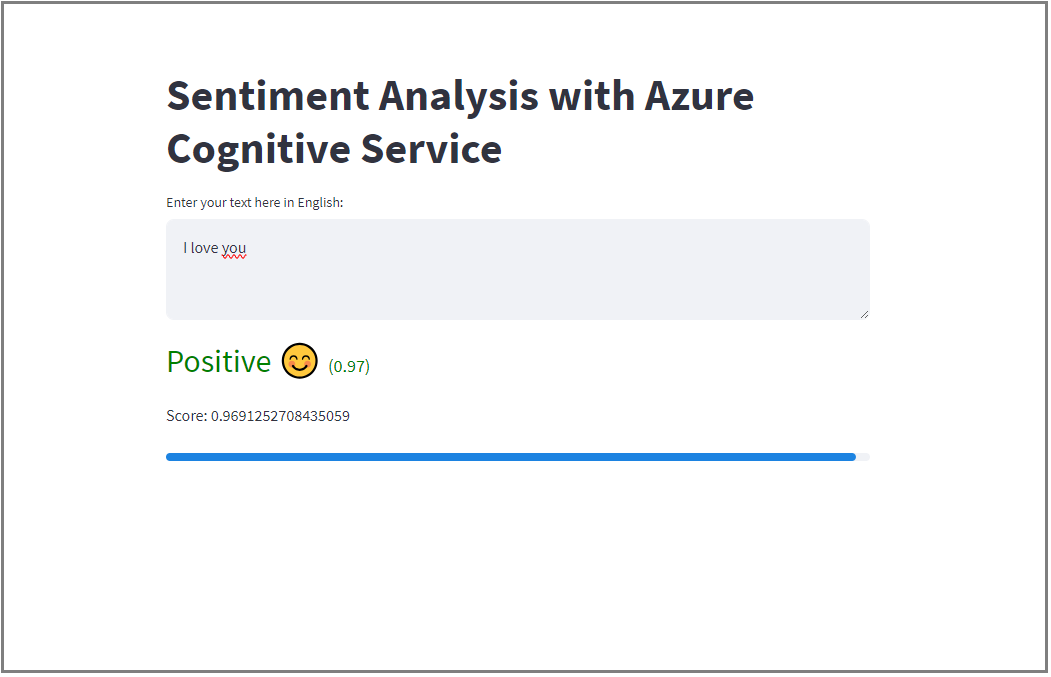 Sentiment Analysis with Azure
Cognitive Service
Enter your text here in English:
I love you
Positive 😊 (0.97)
Score: 0.9691252708435059